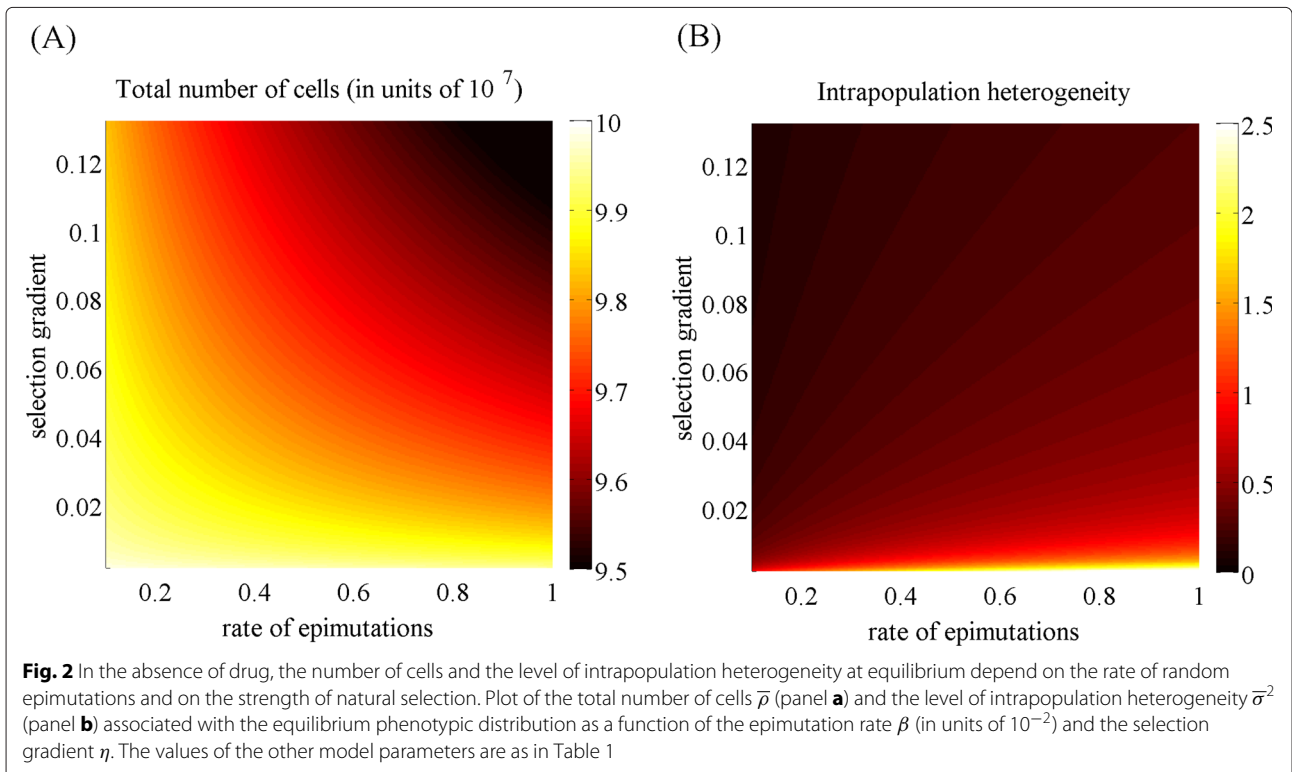 (A)
Total number of cells (in units of 10 7)
selection gradient
0.12
0.1
0.08
0.06
0.04
0.02
0.2 0.4 0.6 0.8 1
rate of epimutations
10
9.9
9.8
9.7
9.6
9.5
(B)
Intrapopulation heterogeneity
selection gradient
0.12
0.1
0.08
0.06
0.04
0.02
0.2 0.4 0.6 0.8 1
rate of epimutations
2.5
2
1.5
1
0.5
0
Fig. 2 In the absence of drug, the number of cells and the level of intrapopulation heterogeneity at equilibrium depend on the rate of random
epimutations and on the strength of natural selection. Plot of the total number of cells ρ̅ (panel a) and the level of intrapopulation heterogeneity σ̅²
(panel b) associated with the equilibrium phenotypic distribution as a function of the epimutation rate β (in units of 10⁻²) and the selection
gradient η. The values of the other model parameters are as in Table 1